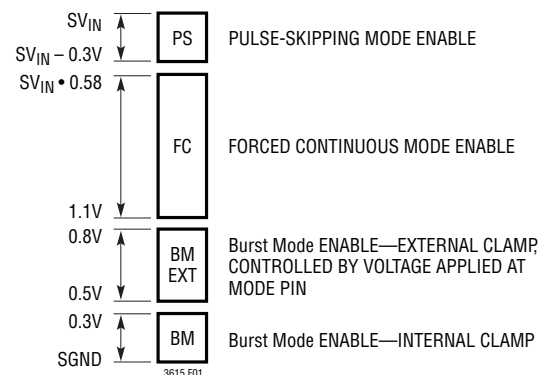 SVIN
PS
PULSE-SKIPPING MODE ENABLE
SVIN – 0.3V
SVIN • 0.58
FC
FORCED CONTINUOUS MODE ENABLE
1.1V
0.8V
BM
EXT
Burst Mode ENABLE—EXTERNAL CLAMP,
CONTROLLED BY VOLTAGE APPLIED AT
MODE PIN
0.5V
0.3V
BM
Burst Mode ENABLE—INTERNAL CLAMP
SGND
3615 F01